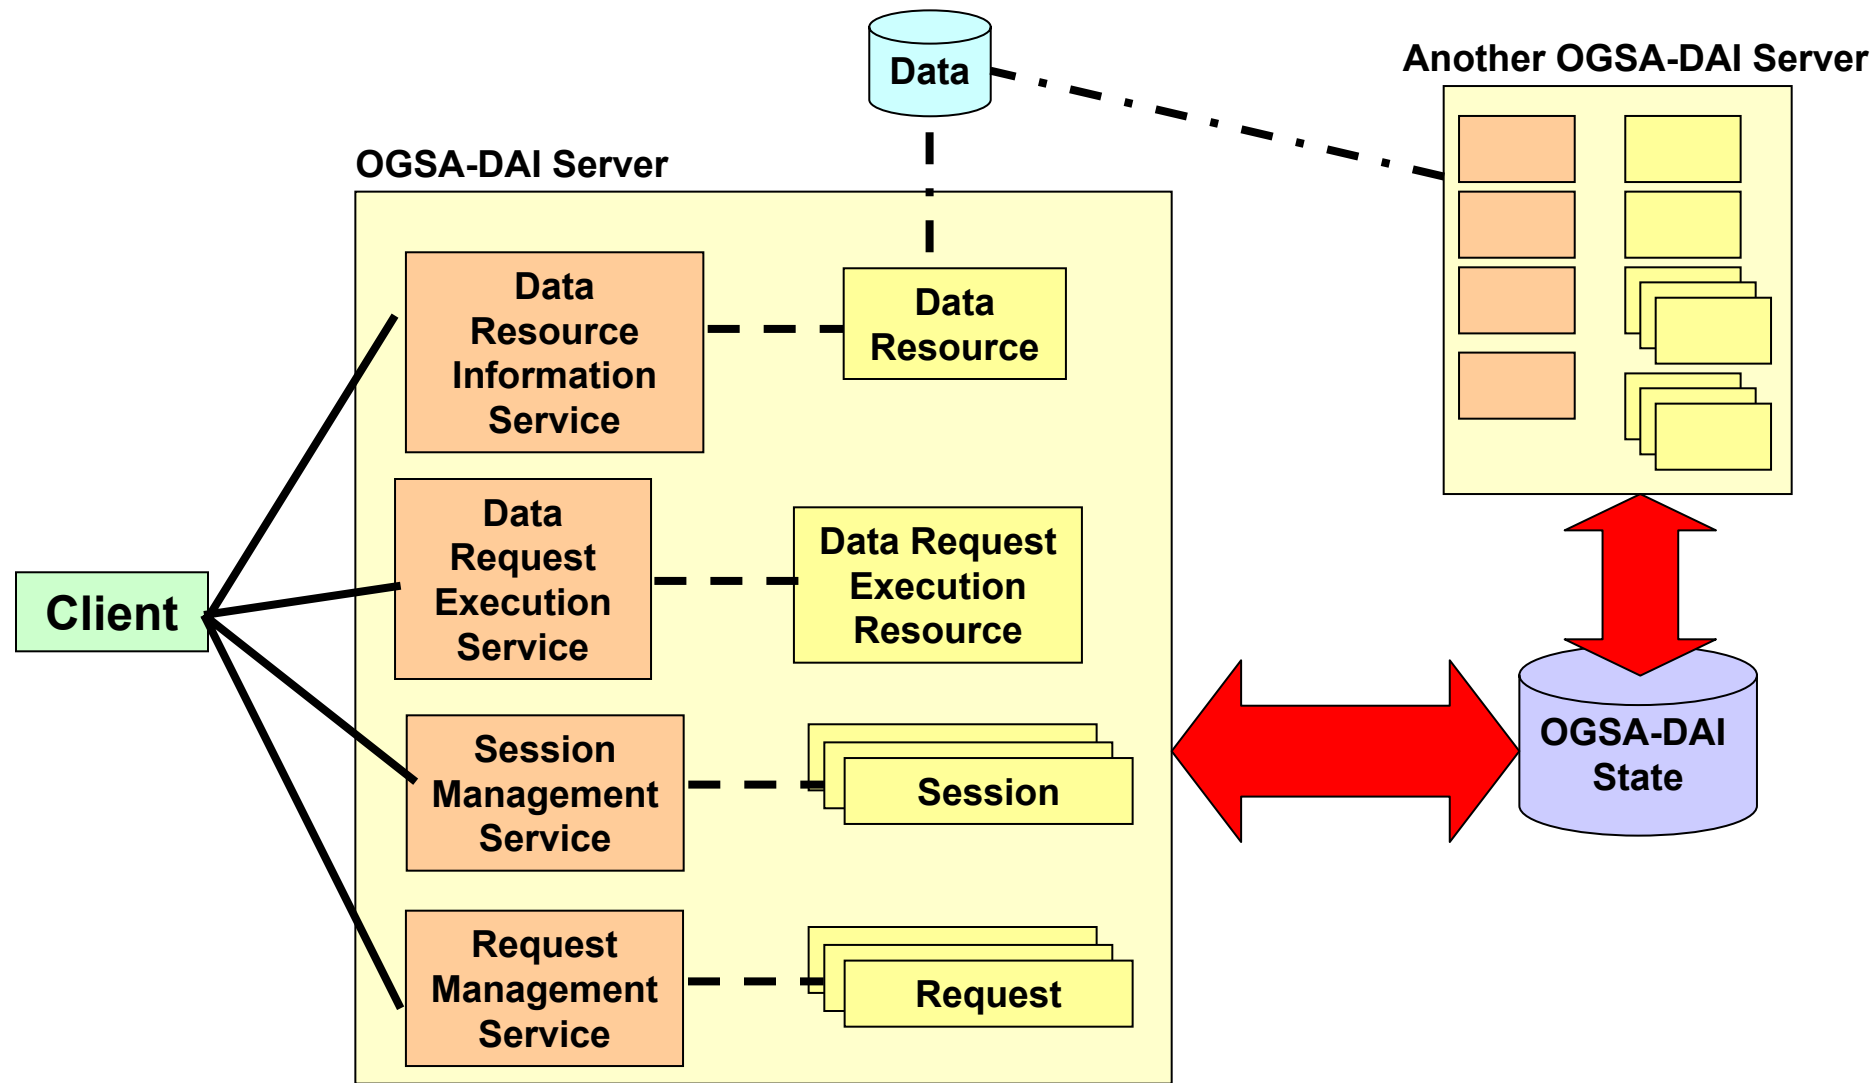 Data
Another OGSA-DAI Server
OGSA-DAI Server
Data
Resource
Information
Service
Data
Resource
Data
Request
Execution
Service
Data Request
Execution
Resource
Client
Session
Management
Service
Session
OGSA-DAI
State
Request
Management
Service
Request